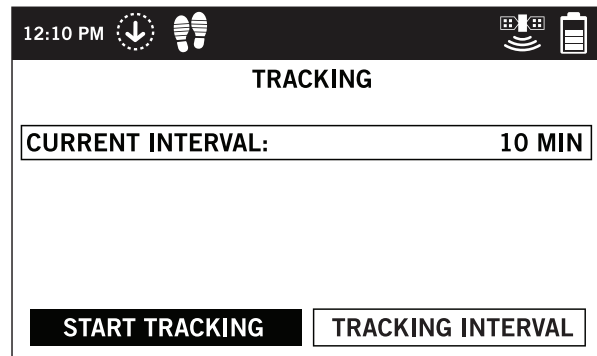 12:10 PM
TRACKING
CURRENT INTERVAL: 10 MIN
START TRACKING TRACKING INTERVAL